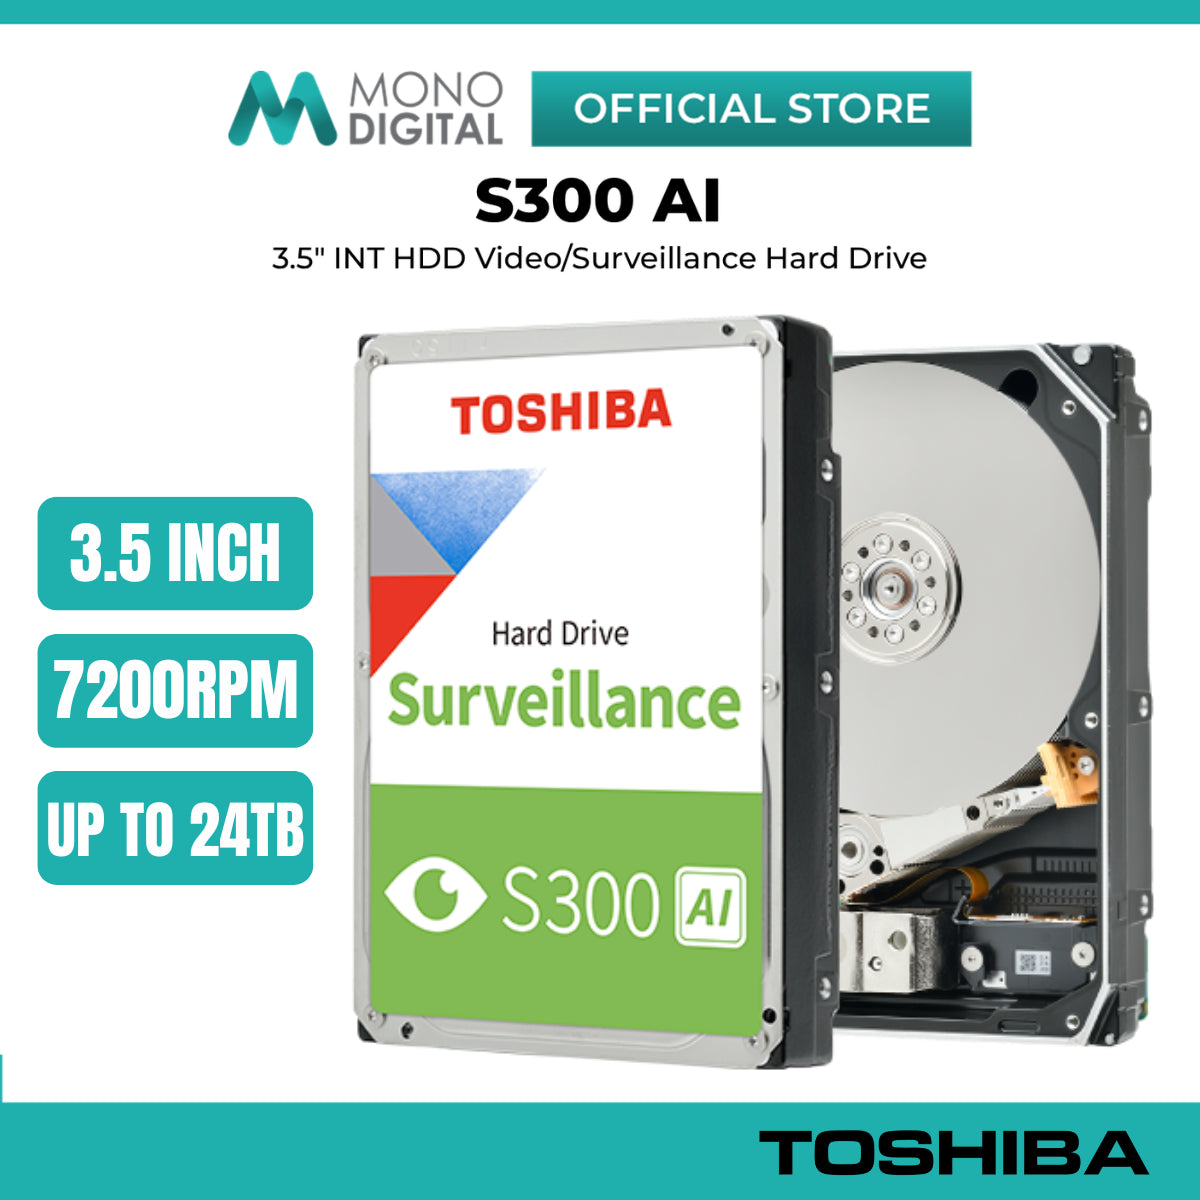 MONO
DIGITAL
OFFICIAL STORE
S300 AI
3.5" INT HDD Video/Surveillance Hard Drive
TOSHIBA
Hard Drive
Surveillance
S300 AI
3.5 INCH
7200RPM
UP TO 24TB
TOSHIBA